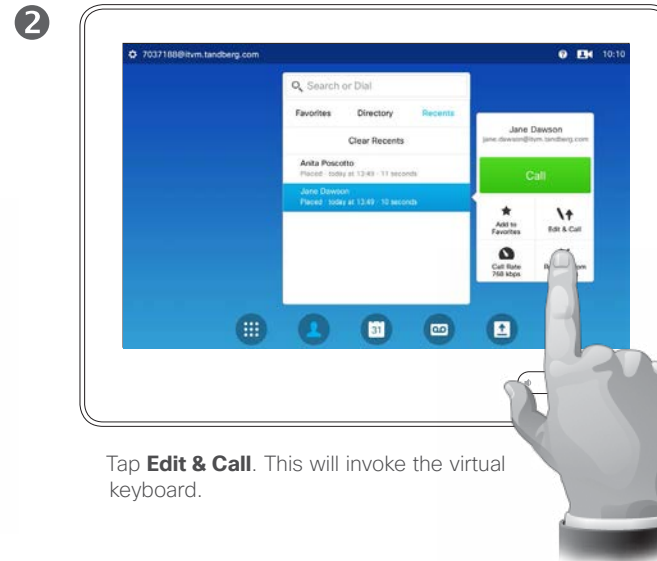 2
7037188@itvm.tandberg.com
10:10
Search or Dial
Favorites Directory Recents
Clear Recents
Anita Poscotto
Placed · today at 13:49 · 11 seconds
Jane Dawson
Placed · today at 13:49 · 10 seconds
Jane Dawson
jane.dawson@itvm.tandberg.com
Call
Add to
Favorites
Edit & Call
Call Rate
768 kbps
31
Tap Edit & Call. This will invoke the virtual
keyboard.